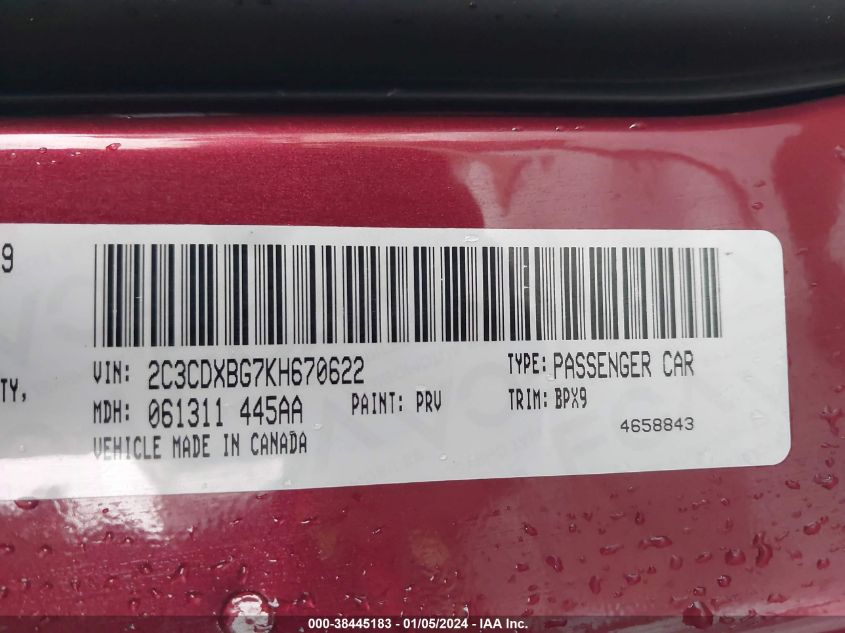 9
VIN: 2C3CDXBG7KH670622 TYPE: PASSENGER CAR
TY,
MDH: 061311 445AA PAINT: PRV TRIM: BPX9
4658843
VEHICLE MADE IN CANADA
000-38445183 - 01/05/2024 - IAA Inc.